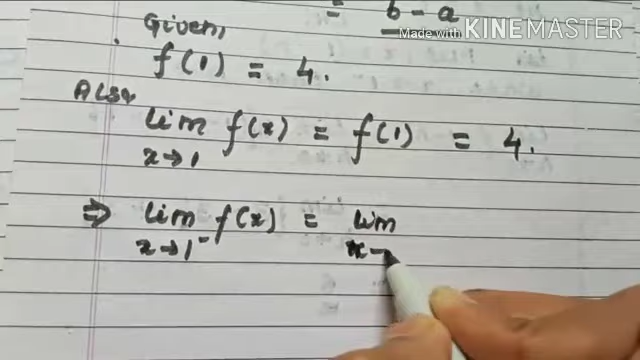 = b - a
Made with KINEMASTER
Given,
f(1) = 4.
Also
lim f(x) = f(1) = 4.
x→1
⇒ lim f(x) = lim
x→1⁻ x-